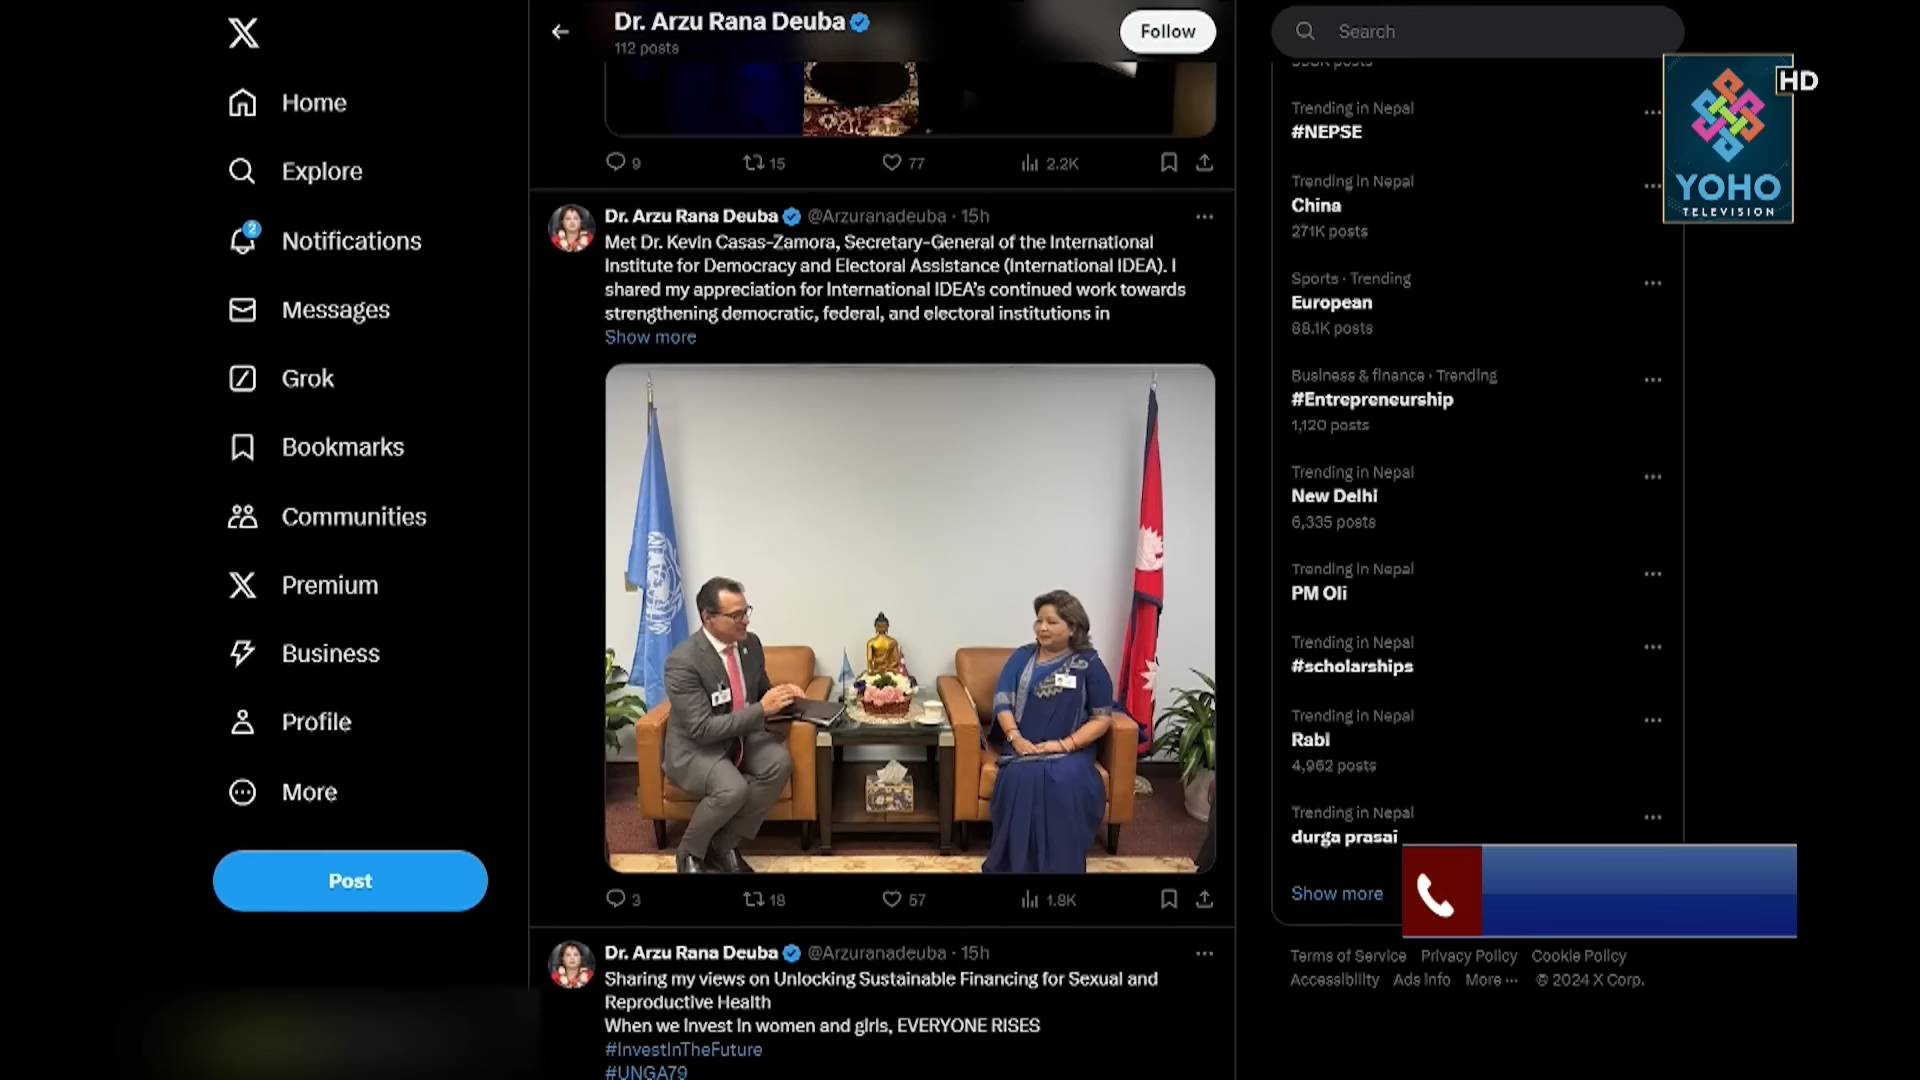 Home
Explore
2
Notifications
Messages
Grok
Bookmarks
Communities
Premium
Business
Profile
More
Post
Dr. Arzu Rana Deuba
112 posts
Follow
9 15 77 2.2K
Dr. Arzu Rana Deuba @Arzuranadeuba · 15h
Met Dr. Kevin Casas-Zamora, Secretary-General of the International
Institute for Democracy and Electoral Assistance (International IDEA). I
shared my appreciation for International IDEA's continued work towards
strengthening democratic, federal, and electoral institutions in
Show more
3 18 57 1.8K
Dr. Arzu Rana Deuba @Arzuranadeuba · 15h
Sharing my views on Unlocking Sustainable Financing for Sexual and
Reproductive Health
When we invest in women and girls, EVERYONE RISES
#InvestInTheFuture
#UNGA79
Search
Trending in Nepal
#NEPSE
Trending in Nepal
China
271K posts
Sports · Trending
European
88.1K posts
Business & finance · Trending
#Entrepreneurship
1,120 posts
Trending in Nepal
New Delhi
6,335 posts
Trending in Nepal
PM Oli
Trending in Nepal
#scholarships
Trending in Nepal
Rabi
4,962 posts
Trending in Nepal
durga prasai
Show more
Terms of Service Privacy Policy Cookie Policy
Accessibility Ads info More ··· © 2024 X Corp.
HD
YOHO
TELEVISION